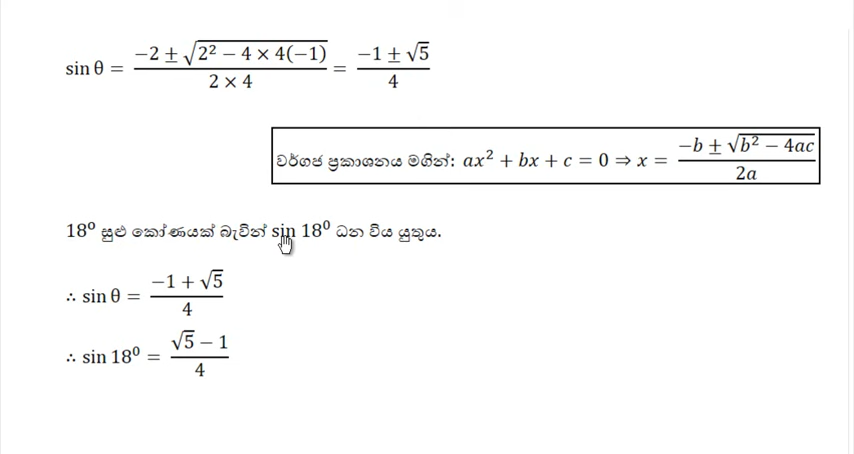 sin θ = (−2 ± √(2² − 4 × 4(−1))) / (2 × 4) = (−1 ± √5) / 4
වර්ගජ ප්‍රකාශනය මගින්: ax² + bx + c = 0 ⇒ x = (−b ± √(b² − 4ac)) / 2a
18⁰ සුළු කෝණයක් බැවින් sin 18⁰ ධන විය යුතුය.
∴ sin θ = (−1 + √5) / 4
∴ sin 18⁰ = (√5 − 1) / 4